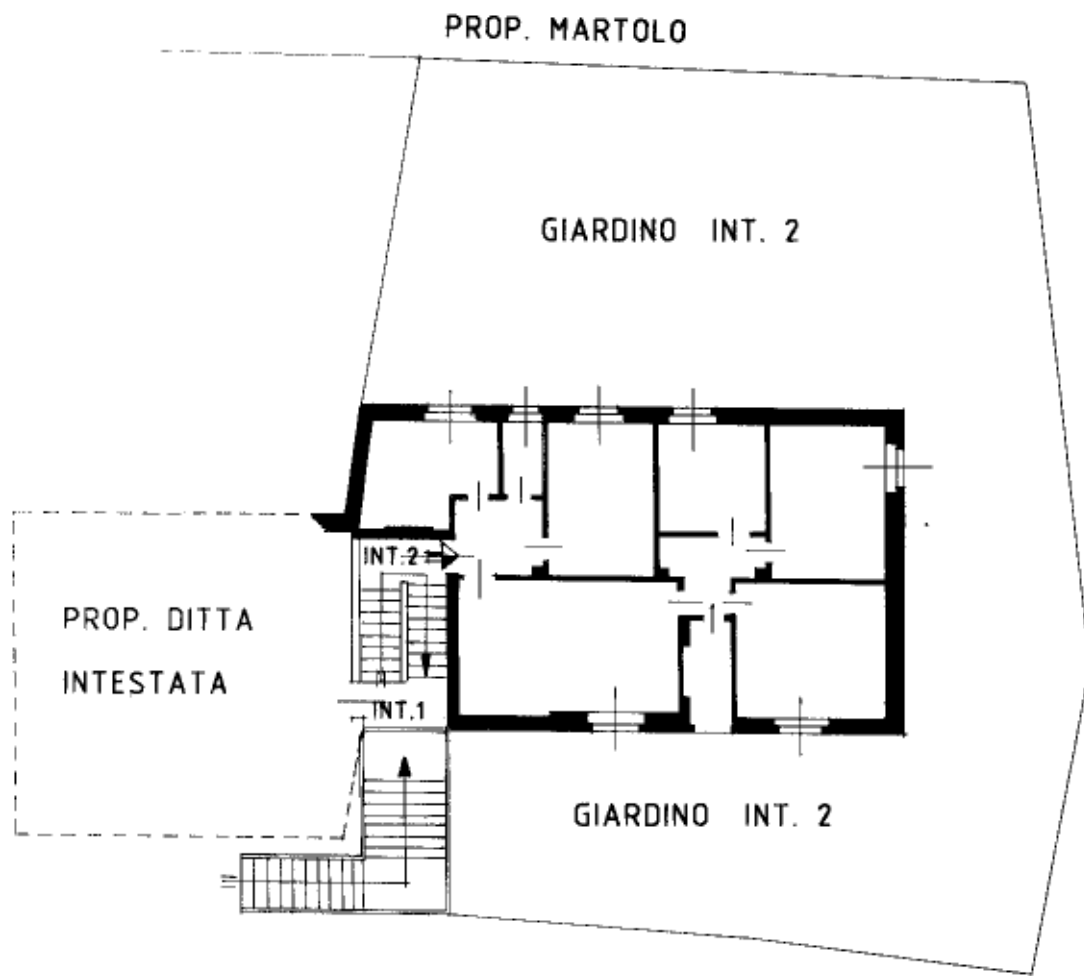 PROP. MARTOLO
GIARDINO INT. 2
INT.2
PROP. DITTA
INTESTATA
INT.1
GIARDINO INT. 2